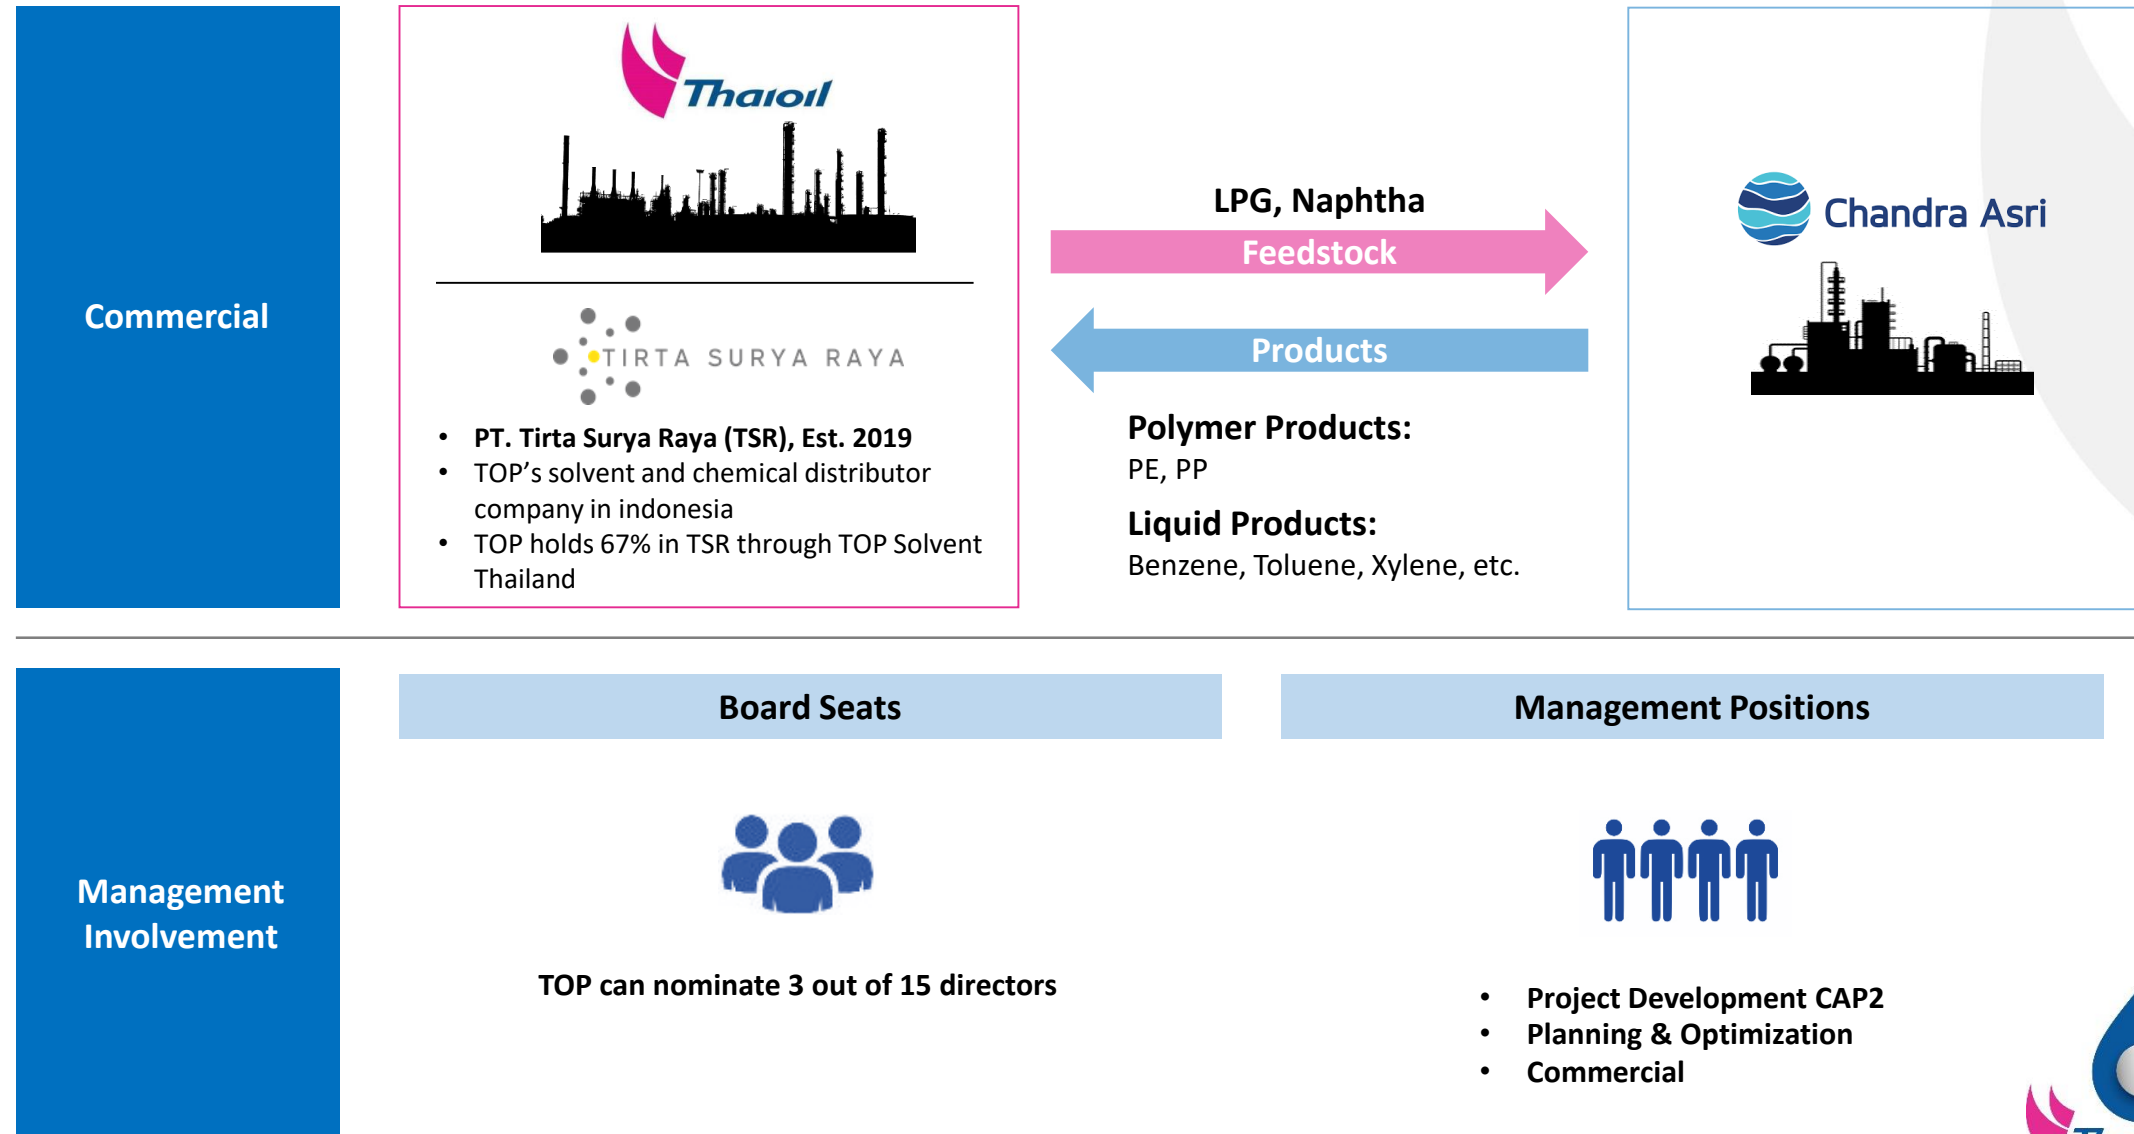 Commercial
Thaioil
TIRTA SURYA RAYA
• PT. Tirta Surya Raya (TSR), Est. 2019
• TOP’s solvent and chemical distributor
company in indonesia
• TOP holds 67% in TSR through TOP Solvent
Thailand
LPG, Naphtha
Feedstock
Products
Polymer Products:
PE, PP
Liquid Products:
Benzene, Toluene, Xylene, etc.
Chandra Asri
Management
Involvement
Board Seats
TOP can nominate 3 out of 15 directors
Management Positions
• Project Development CAP2
• Planning & Optimization
• Commercial